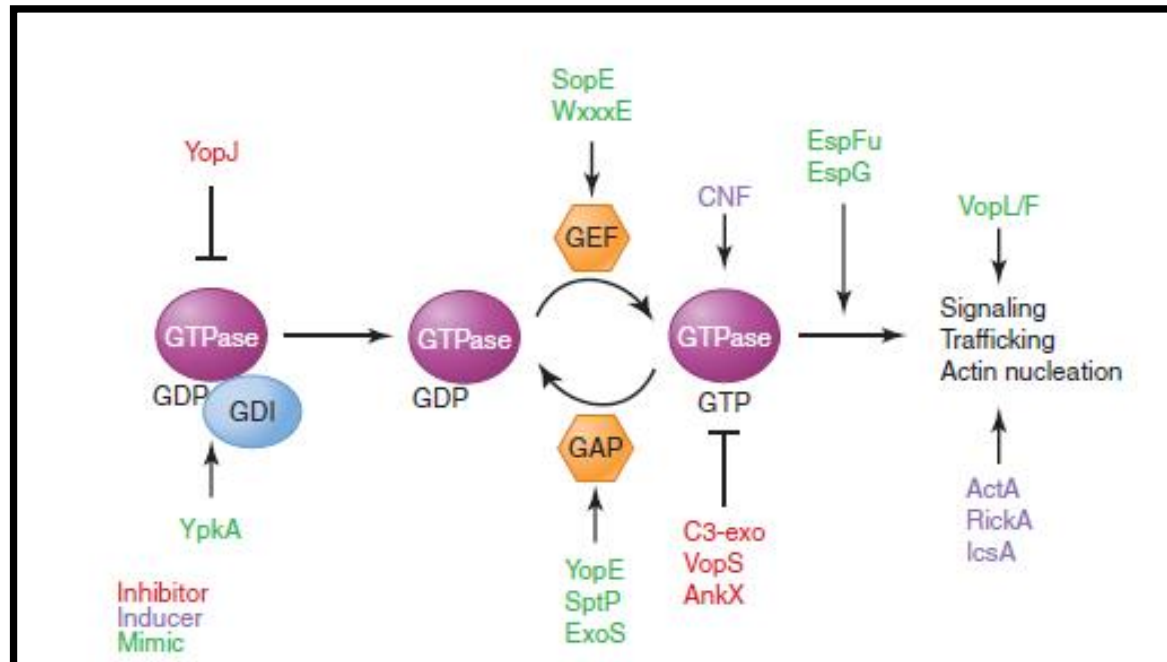 SopE
WxxxE
EspFu
EspG
YopJ
CNF
VopL/F
GEF
GTPase
GTPase
GTPase
Signaling
Trafficking
Actin nucleation
GDP
GDI
GDP
GTP
GAP
YpkA
YopE
SptP
ExoS
C3-exo
VopS
AnkX
ActA
RickA
IcsA
Inhibitor
Inducer
Mimic